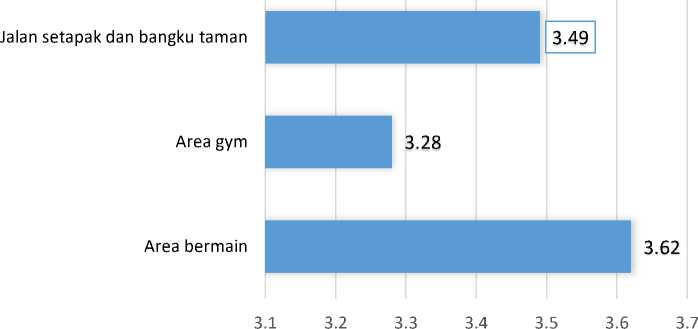 Jalan setapak dan bangku taman
3.49
Area gym
3.28
Area bermain
3.62
3.1 3.2 3.3 3.4 3.5 3.6 3.7